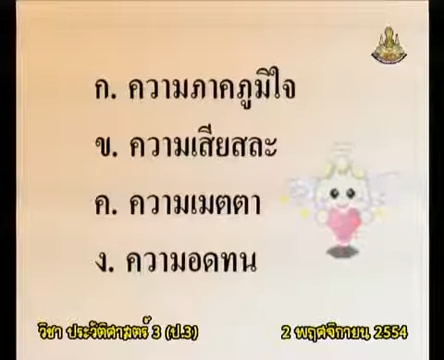 ก. ความภาคภูมิใจ
ข. ความเสียสละ
ค. ความเมตตา
ง. ความอดทน
วิชา ประวัติศาสตร์ 3 (ป.3)
2 พฤศจิกายน 2554